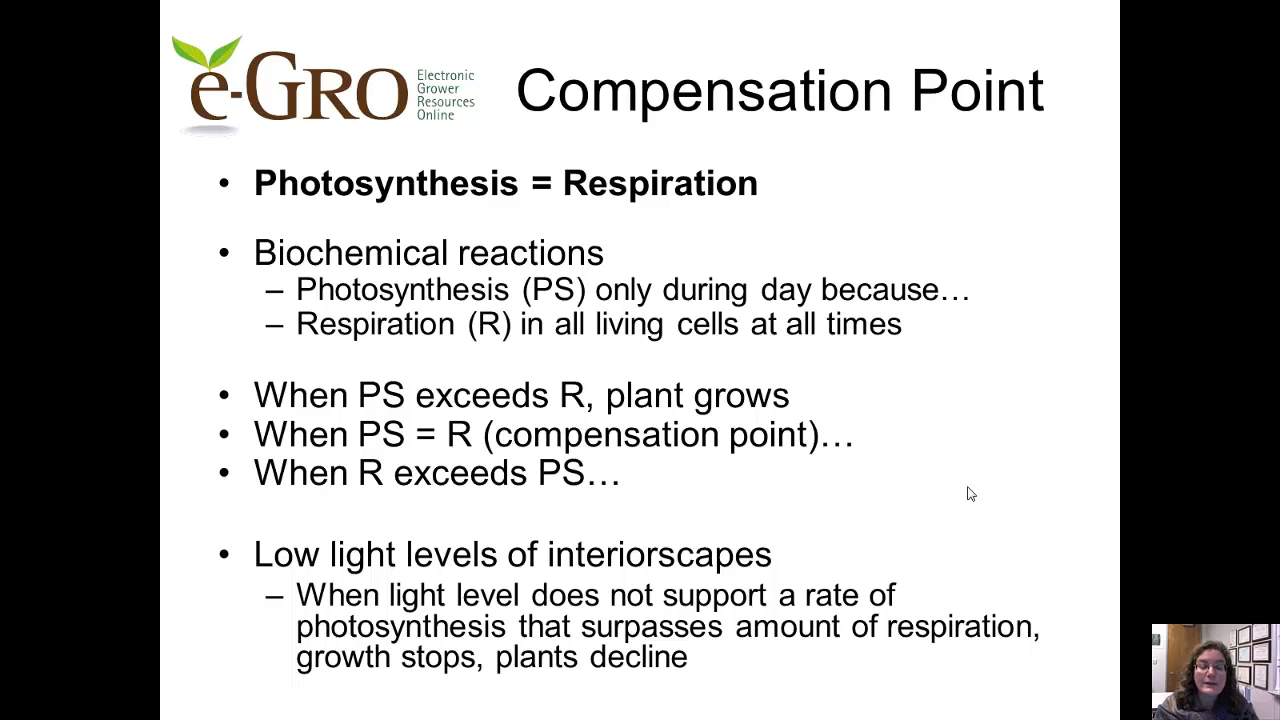 e-GRO
Electronic
Grower
Resources
Online
Compensation Point
• Photosynthesis = Respiration
• Biochemical reactions
– Photosynthesis (PS) only during day because…
– Respiration (R) in all living cells at all times
• When PS exceeds R, plant grows
• When PS = R (compensation point)…
• When R exceeds PS…
• Low light levels of interiorscapes
– When light level does not support a rate of
photosynthesis that surpasses amount of respiration,
growth stops, plants decline